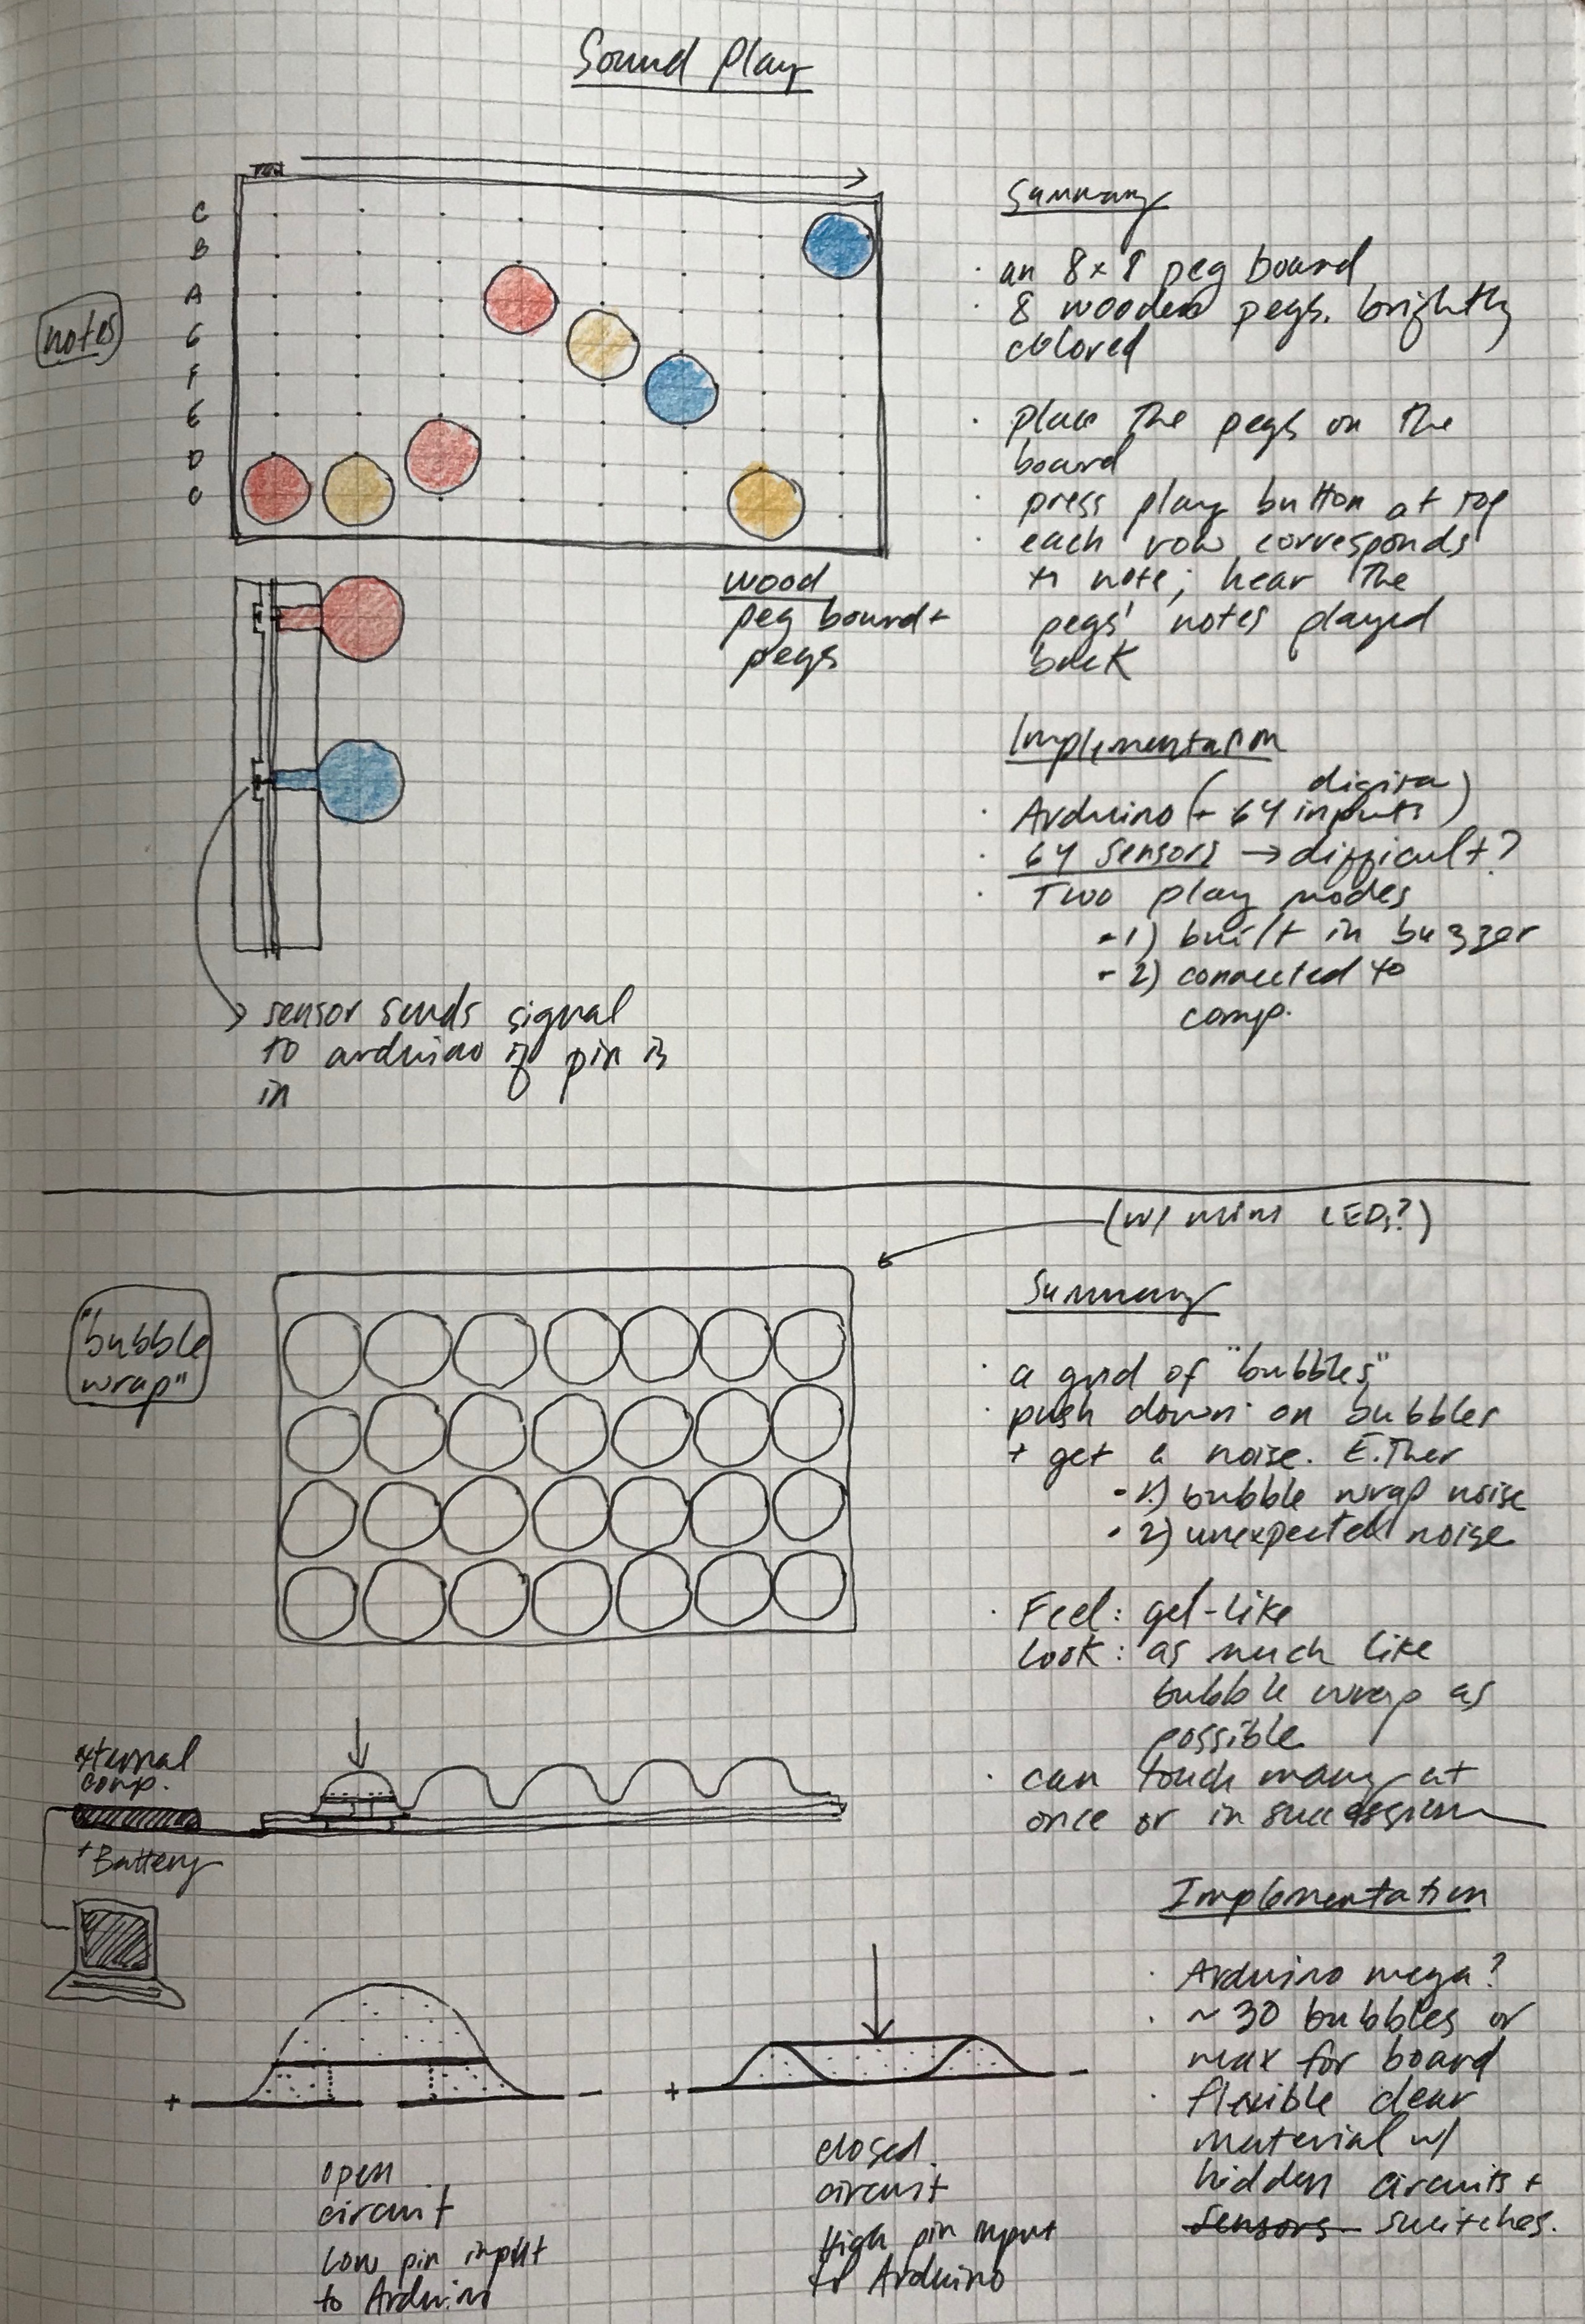 Sound Play
notes
C
B
A
G
F
E
D
C
wood
peg board +
pegs
sensor sends signal
to arduino if pin is
in
Summary
· an 8x8 peg board
· 8 wooden pegs, brightly
colored
· place the pegs on the
board
· press play button at top
· each row corresponds
to note; hear the
pegs' notes played
back
Implementation
· Arduino (+ 64 digital inputs)
· 64 sensors → difficult?
· Two play modes
- 1) built in buzzer
- 2) connected to
comp.
(w/ mini LEDs?)
"bubble
wrap"
Summary
· a grid of "bubbles"
· push down on bubbles
+ get a noise. Either
· 1) bubble wrap noise
· 2) unexpected noise
· Feel: gel-like
Look: as much like
bubble wrap as
possible
· can touch many at
once or in succession
external
comp.
+ Battery
Implementation
· Arduino mega?
· ~30 bubbles or
max for board
· flexible clear
material w/
hidden circuits +
sensors switches.
+
-
+
-
open
circuit
Low pin input
to Arduino
closed
circuit
High pin input
to Arduino